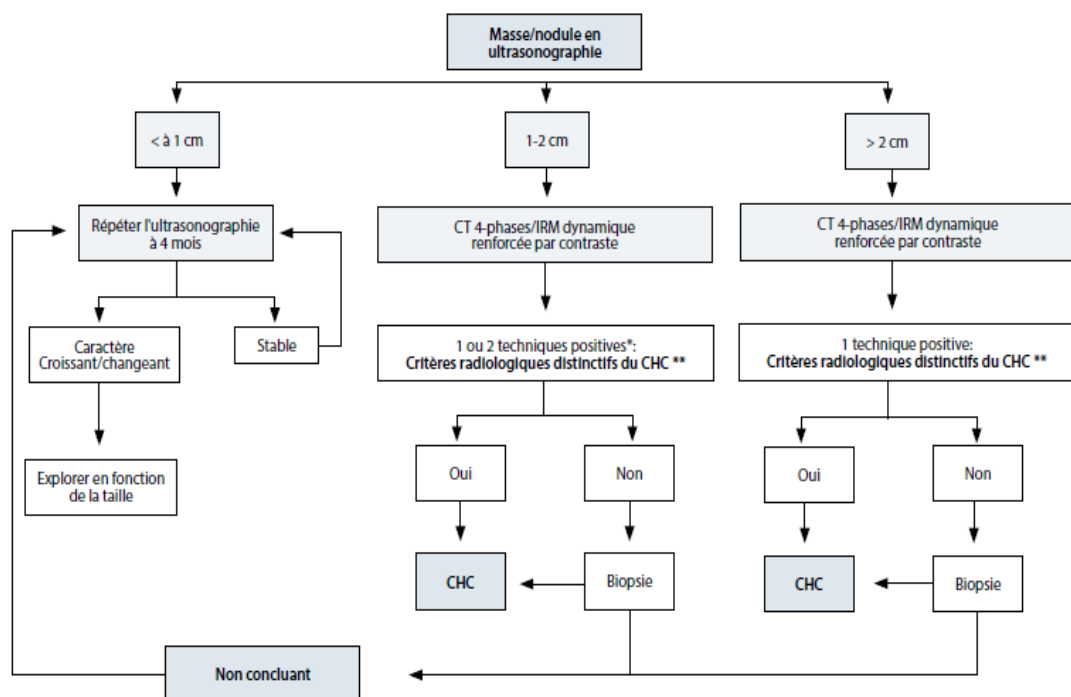 Masse/nodule en
ultrasonographie
< à 1 cm
1-2 cm
> 2 cm
Répéter l'ultrasonographie
à 4 mois
CT 4-phases/IRM dynamique
renforcée par contraste
CT 4-phases/IRM dynamique
renforcée par contraste
Caractère
Croissant/changeant
Stable
1 ou 2 techniques positives*:
Critères radiologiques distinctifs du CHC **
1 technique positive:
Critères radiologiques distinctifs du CHC **
Explorer en fonction
de la taille
Oui
Non
Oui
Non
CHC
Biopsie
CHC
Biopsie
Non concluant